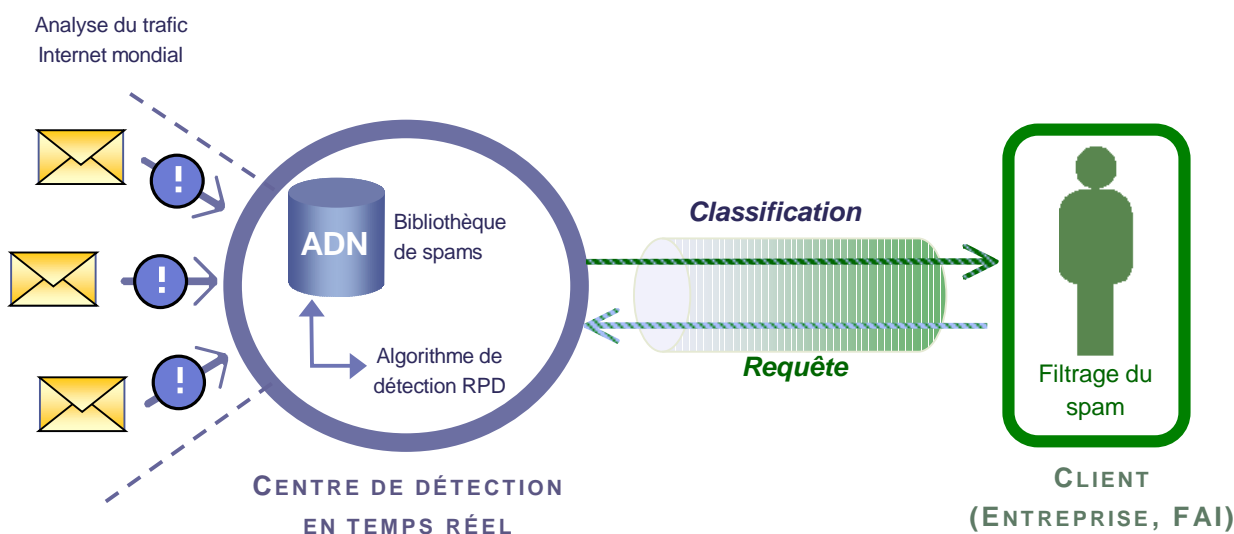 Analyse du trafic
Internet mondial
!
!
!
ADN
Bibliothèque
de spams
Algorithme de
détection RPD
CENTRE DE DÉTECTION
EN TEMPS RÉEL
Classification
Requête
Filtrage du
spam
CLIENT
(ENTREPRISE, FAI)